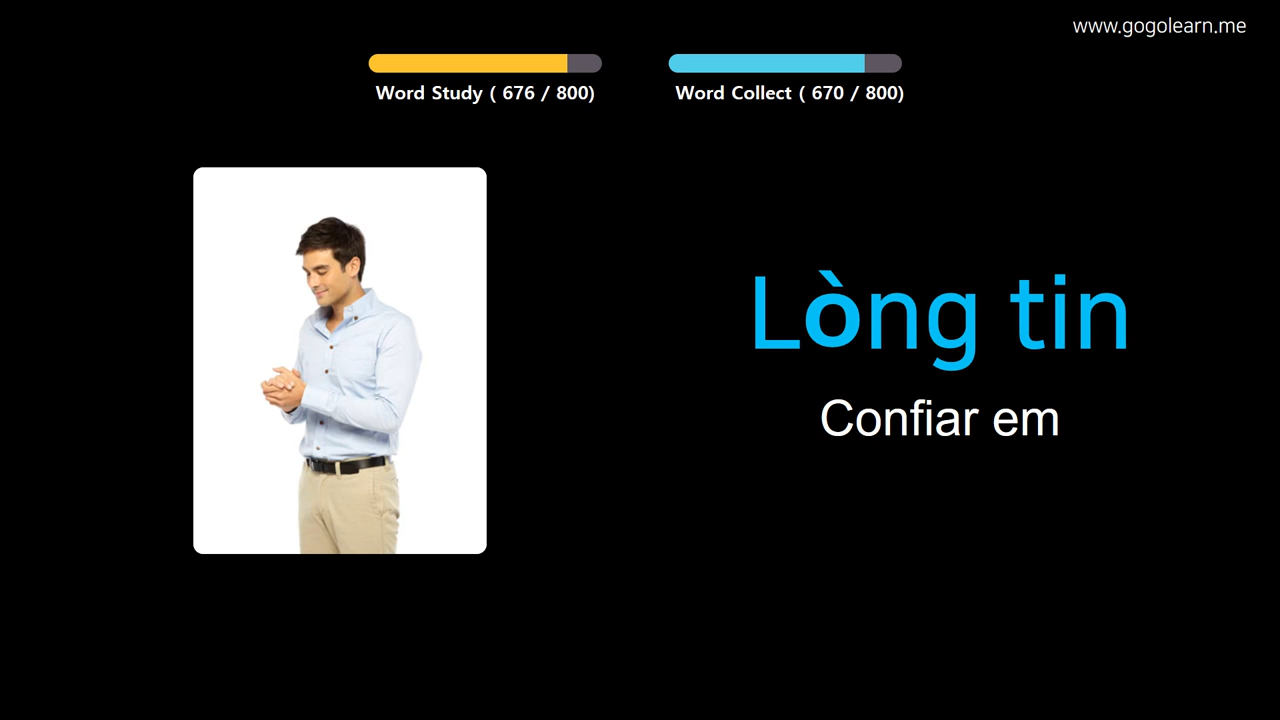 www.gogolearn.me
Word Study ( 676 / 800)
Word Collect ( 670 / 800)
Lòng tin
Confiar em